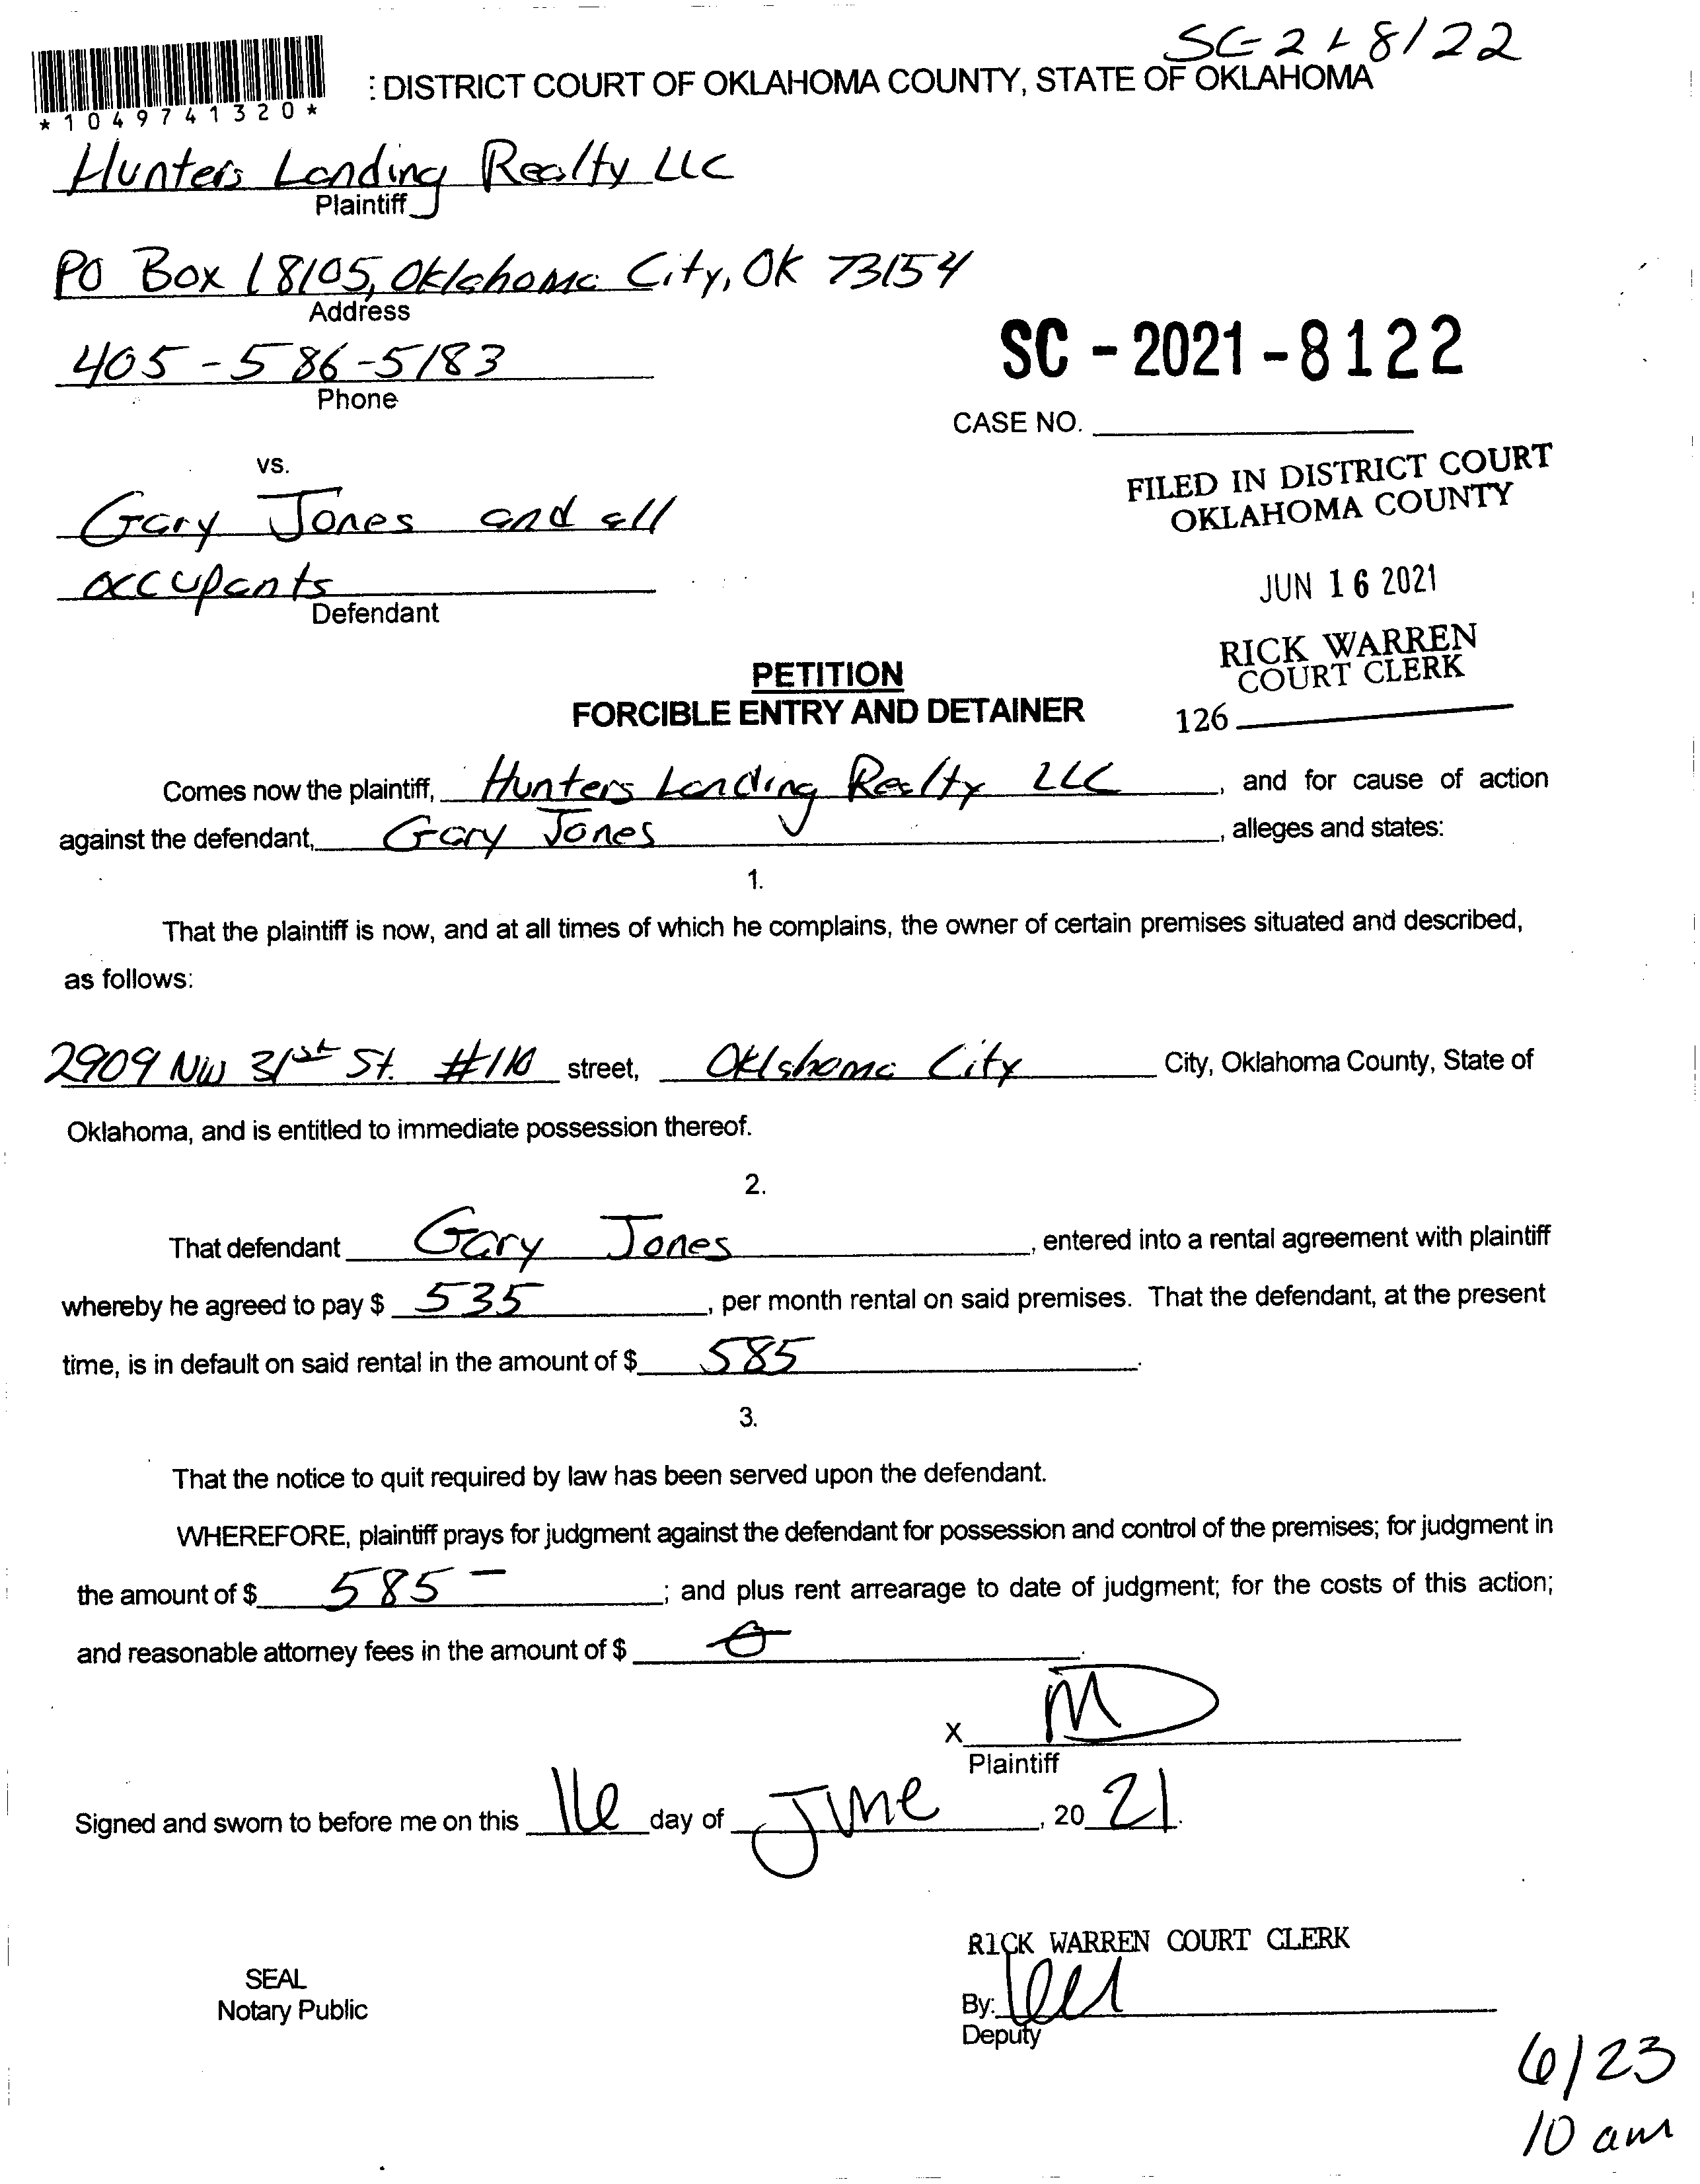 SC-21-8122
: DISTRICT COURT OF OKLAHOMA COUNTY, STATE OF OKLAHOMA
*1049741320*
Hunters Landing Realty LLC
Plaintiff
PO Box 18105, Oklahoma City, OK 73154
Address
405-586-5183
Phone
SC - 2021 - 8122
CASE NO.
vs.
FILED IN DISTRICT COURT
OKLAHOMA COUNTY
Gary Jones and all
occupants
Defendant
JUN 16 2021
RICK WARREN
COURT CLERK
126
PETITION
FORCIBLE ENTRY AND DETAINER
Comes now the plaintiff, Hunters Landing Realty LLC, and for cause of action
against the defendant, Gary Jones, alleges and states:
1.
That the plaintiff is now, and at all times of which he complains, the owner of certain premises situated and described,
as follows:
2909 NW 31st St. #110 street, Oklahoma City City, Oklahoma County, State of
Oklahoma, and is entitled to immediate possession thereof.
2.
That defendant Gary Jones, entered into a rental agreement with plaintiff
whereby he agreed to pay $ 535, per month rental on said premises. That the defendant, at the present
time, is in default on said rental in the amount of $ 585.
3.
That the notice to quit required by law has been served upon the defendant.
WHEREFORE, plaintiff prays for judgment against the defendant for possession and control of the premises; for judgment in
the amount of $ 585-; and plus rent arrearage to date of judgment; for the costs of this action;
and reasonable attorney fees in the amount of $ 0.
X
Plaintiff
Signed and sworn to before me on this 16 day of June, 20 21.
RICK WARREN COURT CLERK
SEAL
Notary Public
By:
Deputy
6/23
10 am